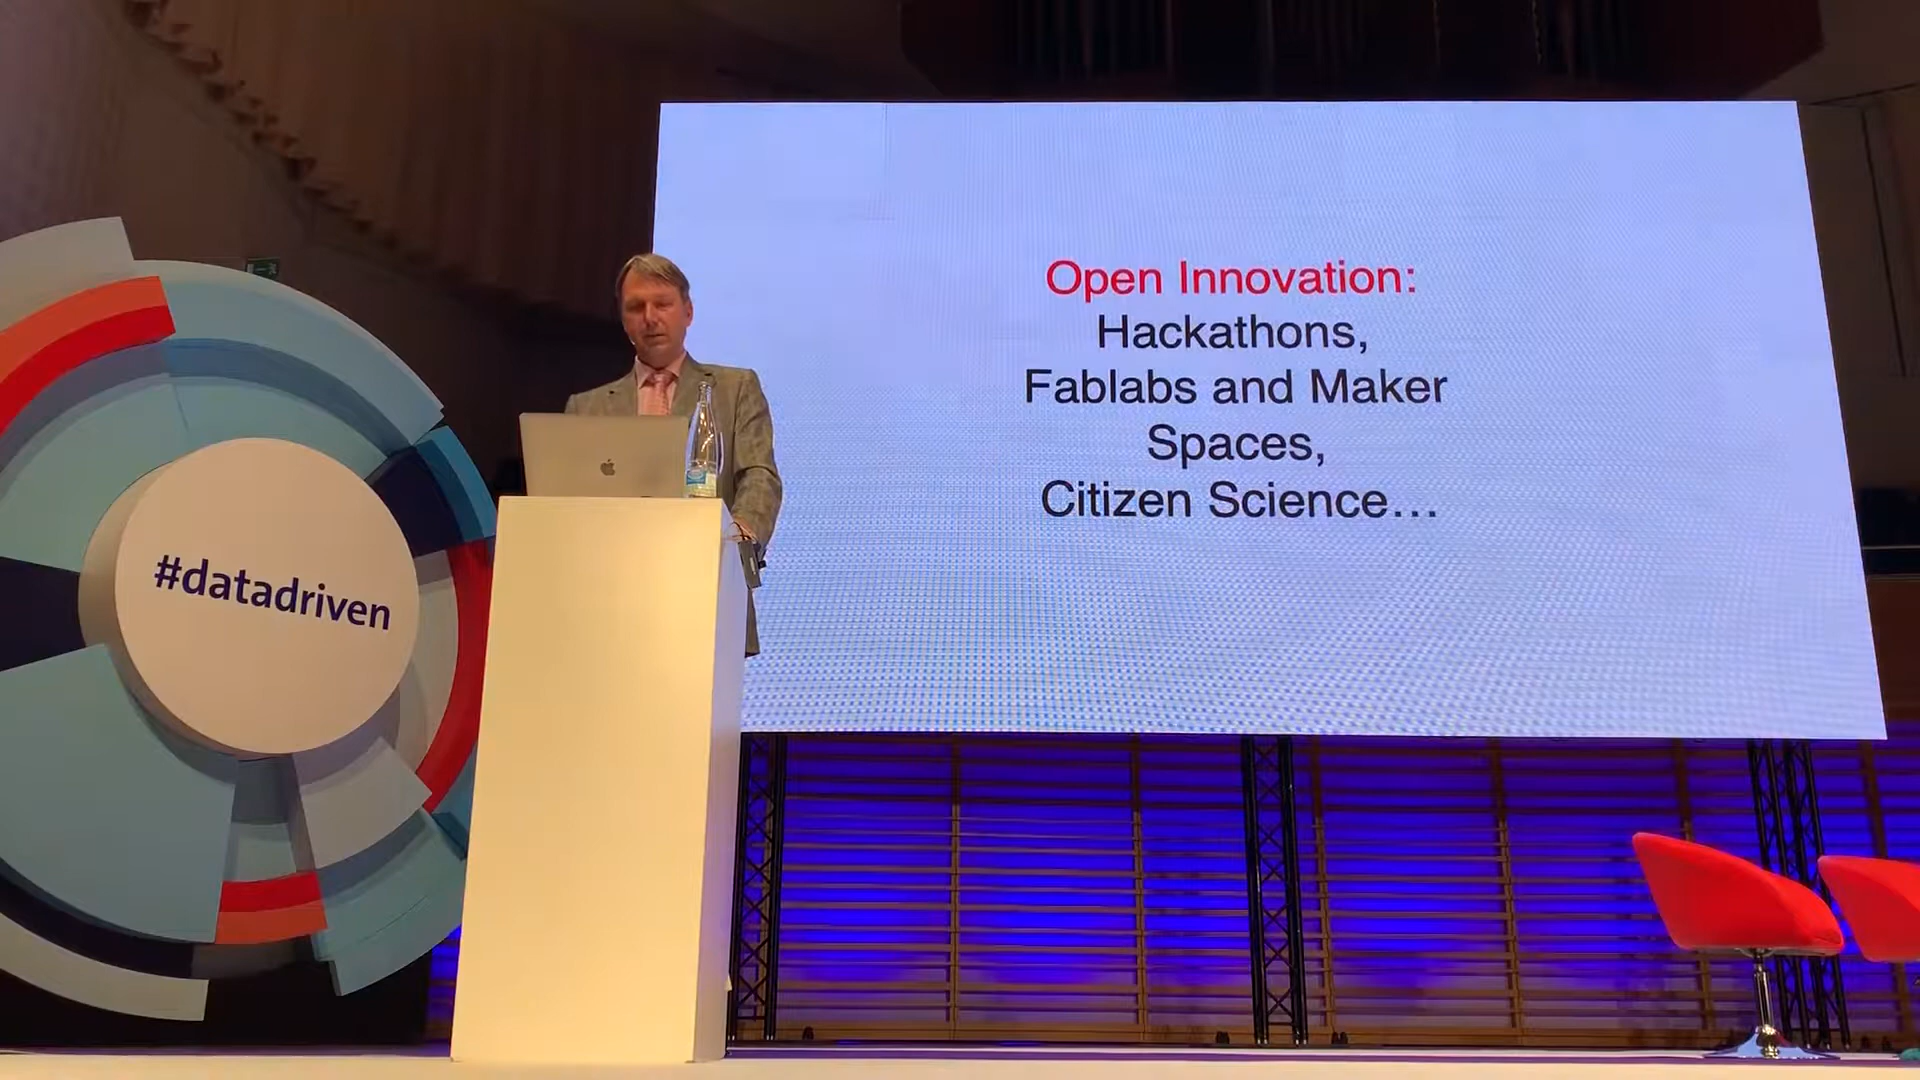 Open Innovation:
Hackathons,
Fablabs and Maker
Spaces,
Citizen Science...
#datadriven